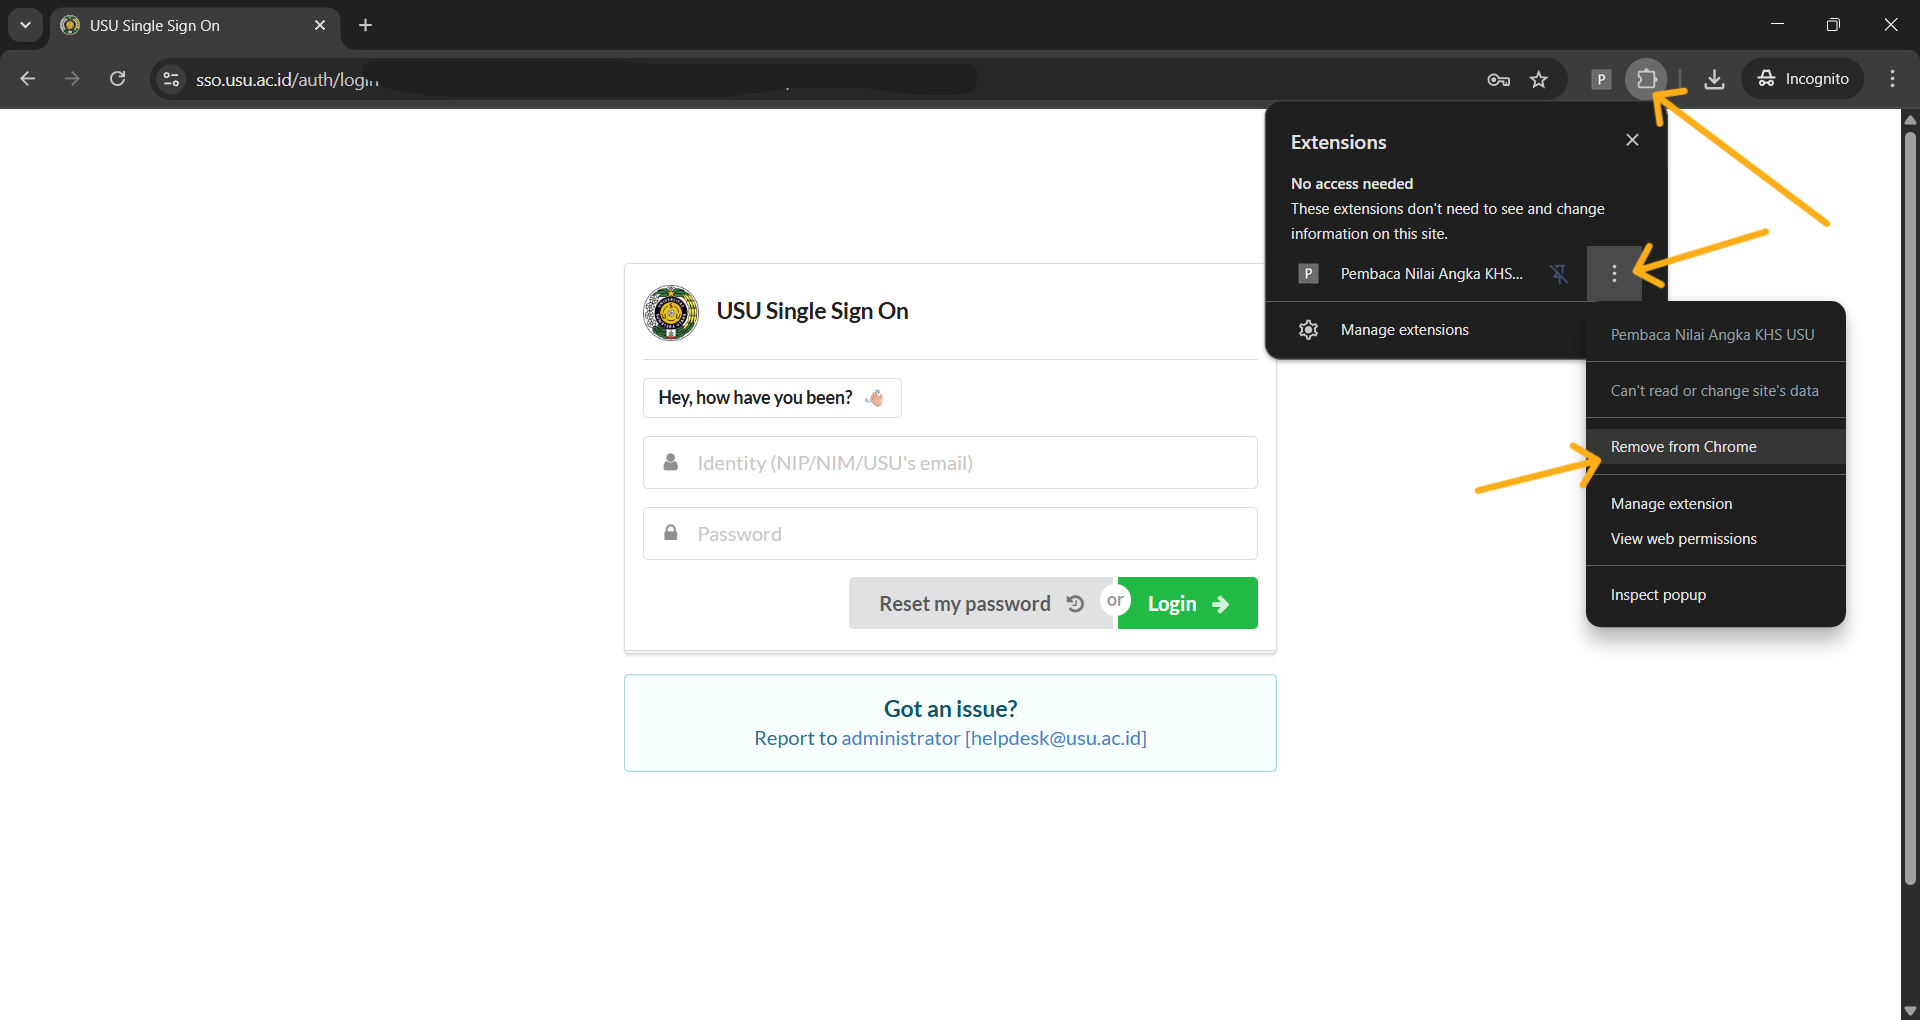 USU Single Sign On
sso.usu.ac.id/auth/login
P
Incognito
Extensions
No access needed
These extensions don't need to see and change
information on this site.
P Pembaca Nilai Angka KHS...
Manage extensions
Pembaca Nilai Angka KHS USU
Can't read or change site's data
Remove from Chrome
Manage extension
View web permissions
Inspect popup
USU Single Sign On
Hey, how have you been?
Identity (NIP/NIM/USU's email)
Password
Reset my password or Login
Got an issue?
Report to administrator [helpdesk@usu.ac.id]